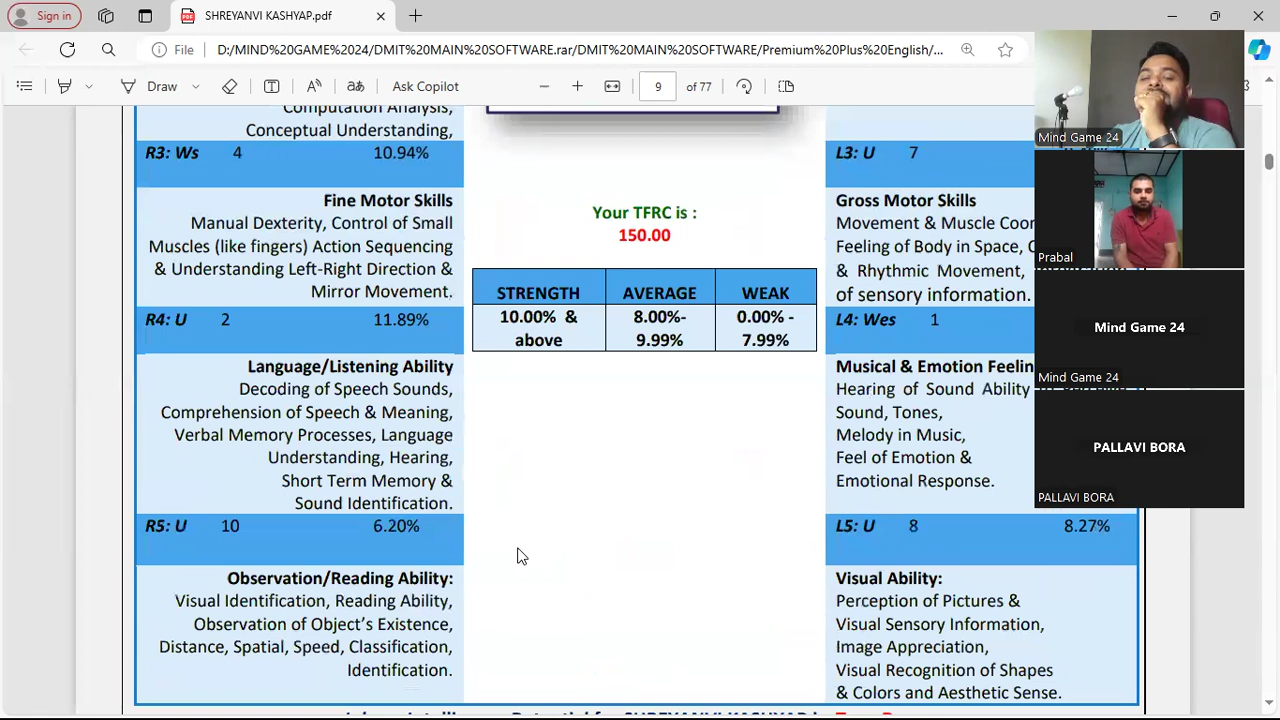 Sign in
SHREYANVI KASHYAP.pdf
File
D:/MIND%20GAME%202024/DMIT%20MAIN%20SOFTWARE.rar/DMIT%20MAIN%20SOFTWARE/Premium%20Plus%20English/...
Draw
Ask Copilot
9 of 77
Computation Analysis,
Conceptual Understanding,
R3: Ws 4 10.94%
Fine Motor Skills
Manual Dexterity, Control of Small
Muscles (like fingers) Action Sequencing
& Understanding Left-Right Direction &
Mirror Movement.
R4: U 2 11.89%
Language/Listening Ability
Decoding of Speech Sounds,
Comprehension of Speech & Meaning,
Verbal Memory Processes, Language
Understanding, Hearing,
Short Term Memory &
Sound Identification.
R5: U 10 6.20%
Observation/Reading Ability:
Visual Identification, Reading Ability,
Observation of Object's Existence,
Distance, Spatial, Speed, Classification,
Identification.
Your TFRC is :
150.00
STRENGTH AVERAGE WEAK
10.00% & above 8.00%- 9.99% 0.00% - 7.99%
L3: U 7
Gross Motor Skills
Movement & Muscle
Feeling of Body in Space,
& Rhythmic Movement,
of sensory information.
L4: Wes 1
Musical & Emotion
Hearing of Sound Ability
Sound, Tones,
Melody in Music,
Feel of Emotion &
Emotional Response.
L5: U 8 8.27%
Visual Ability:
Perception of Pictures &
Visual Sensory Information,
Image Appreciation,
Visual Recognition of Shapes
& Colors and Aesthetic Sense.
Mind Game 24
Prabal
Mind Game 24
Mind Game 24
PALLAVI BORA
PALLAVI BORA